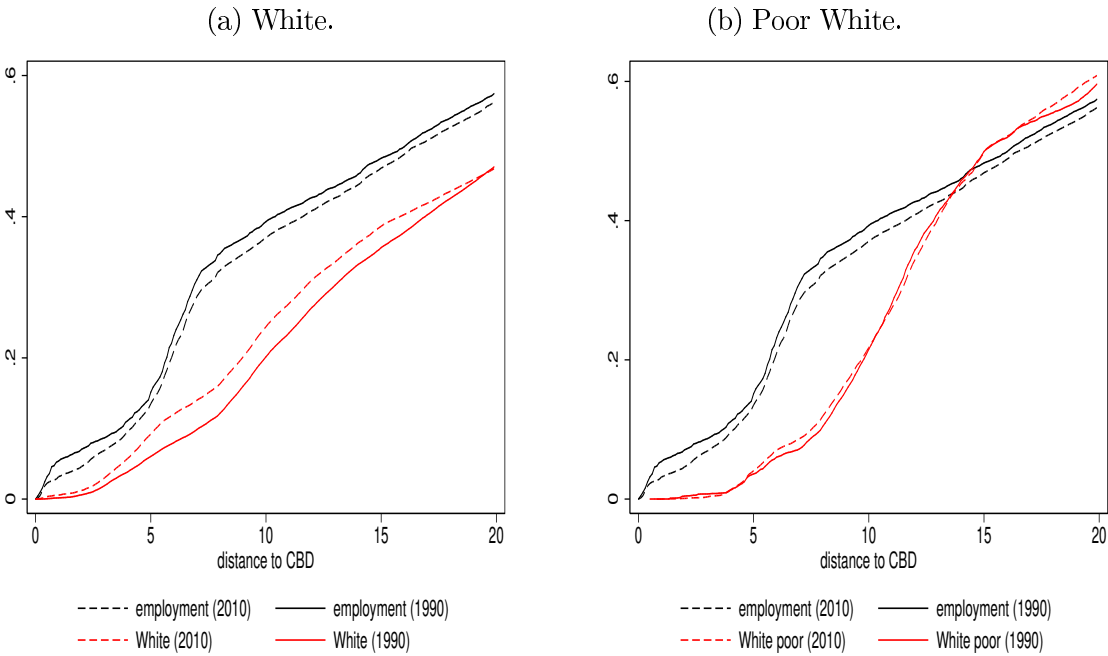 (a) White.
.6
.4
.2
0
0 5 10 15 20
distance to CBD
employment (2010) employment (1990)
White (2010) White (1990)
(b) Poor White.
.6
.4
.2
0
0 5 10 15 20
distance to CBD
employment (2010) employment (1990)
White poor (2010) White poor (1990)